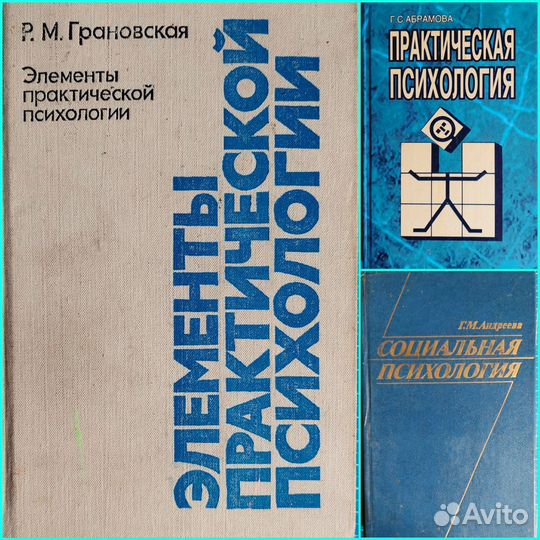 Р. М. Грановская
Элементы
практической
психологии
ЭЛЕМЕНТЫ
ПРАКТИЧЕСКОЙ
ПСИХОЛОГИИ
Г. С АБРАМОВА
ПРАКТИЧЕСКАЯ
ПСИХОЛОГИЯ
Г.М.Андреева
СОЦИАЛЬНАЯ
ПСИХОЛОГИЯ
Avito